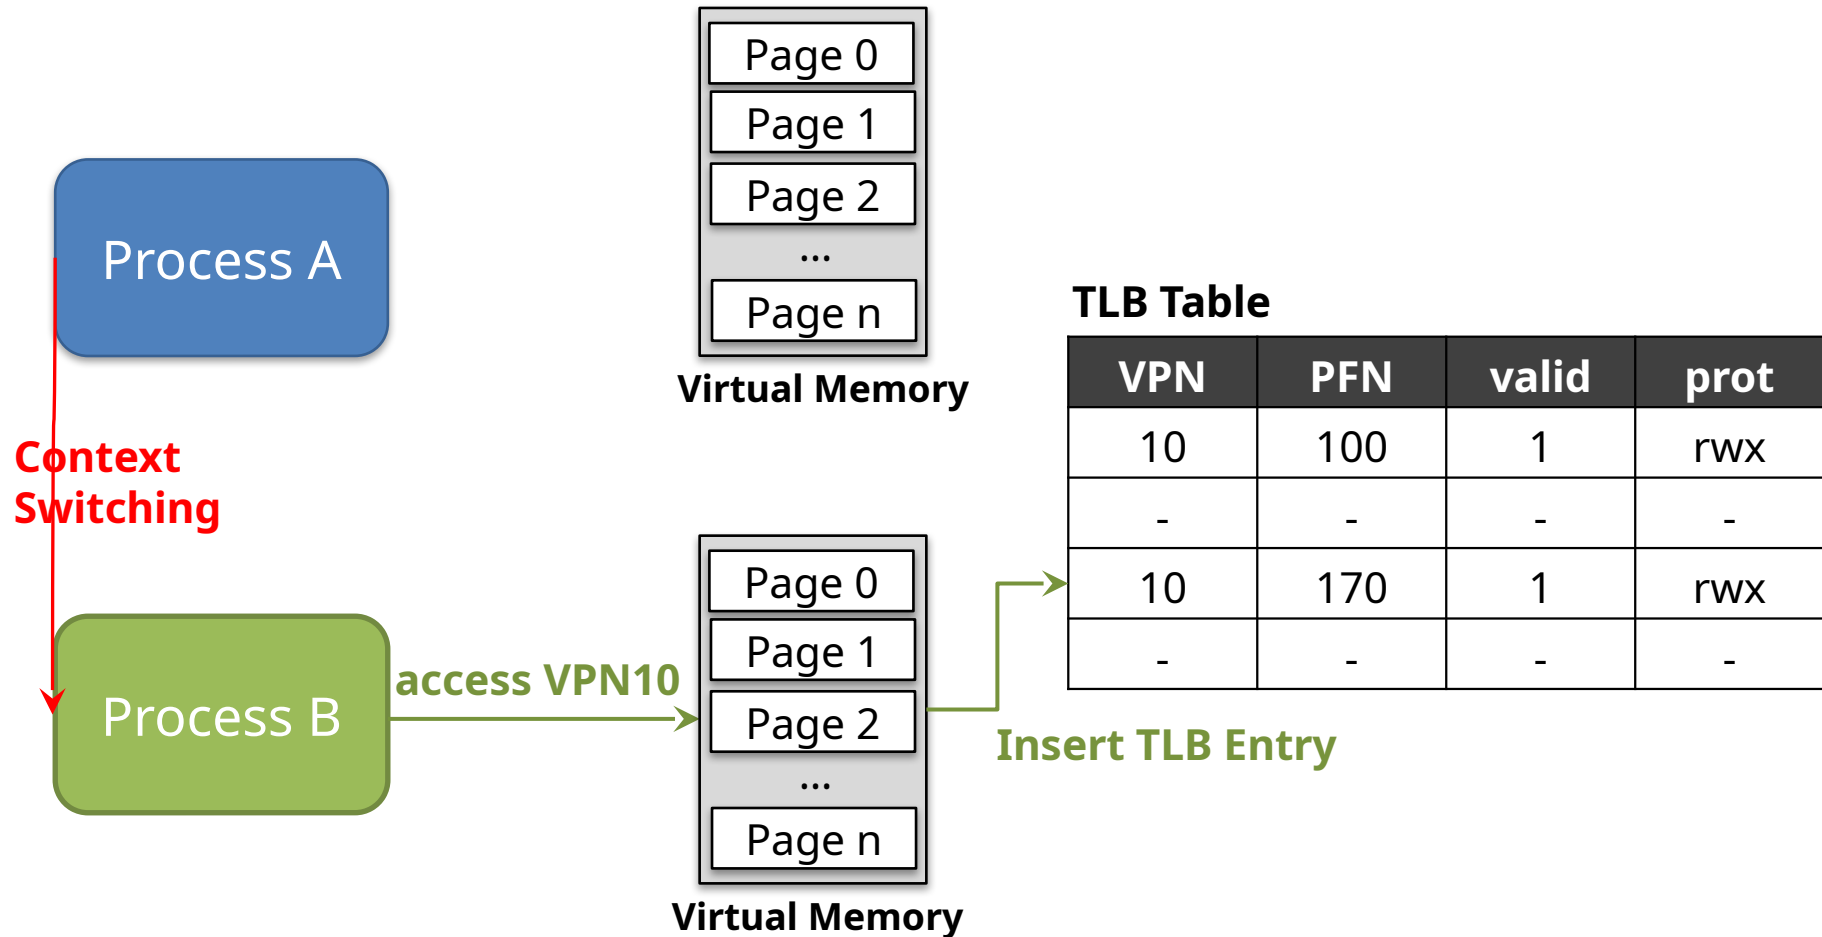 Page 0
Page 1
Page 2
...
Page n
Virtual Memory
Process A
Context
Switching
Process B
access VPN10
Page 0
Page 1
Page 2
...
Page n
Virtual Memory
Insert TLB Entry
TLB Table
VPN PFN valid prot
10 100 1 rwx
- - - -
10 170 1 rwx
- - - -